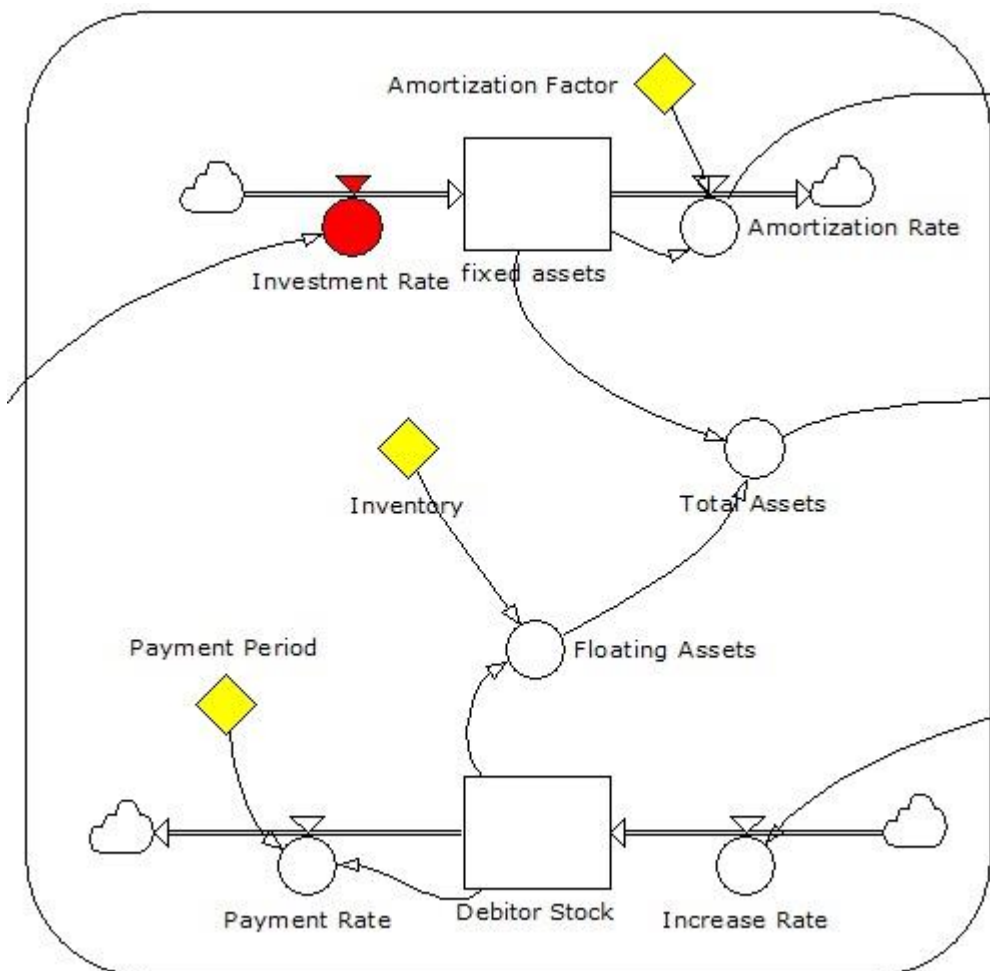 Amortization Factor
Amortization Rate
Investment Rate
fixed assets
Inventory
Total Assets
Payment Period
Floating Assets
Payment Rate
Debitor Stock
Increase Rate